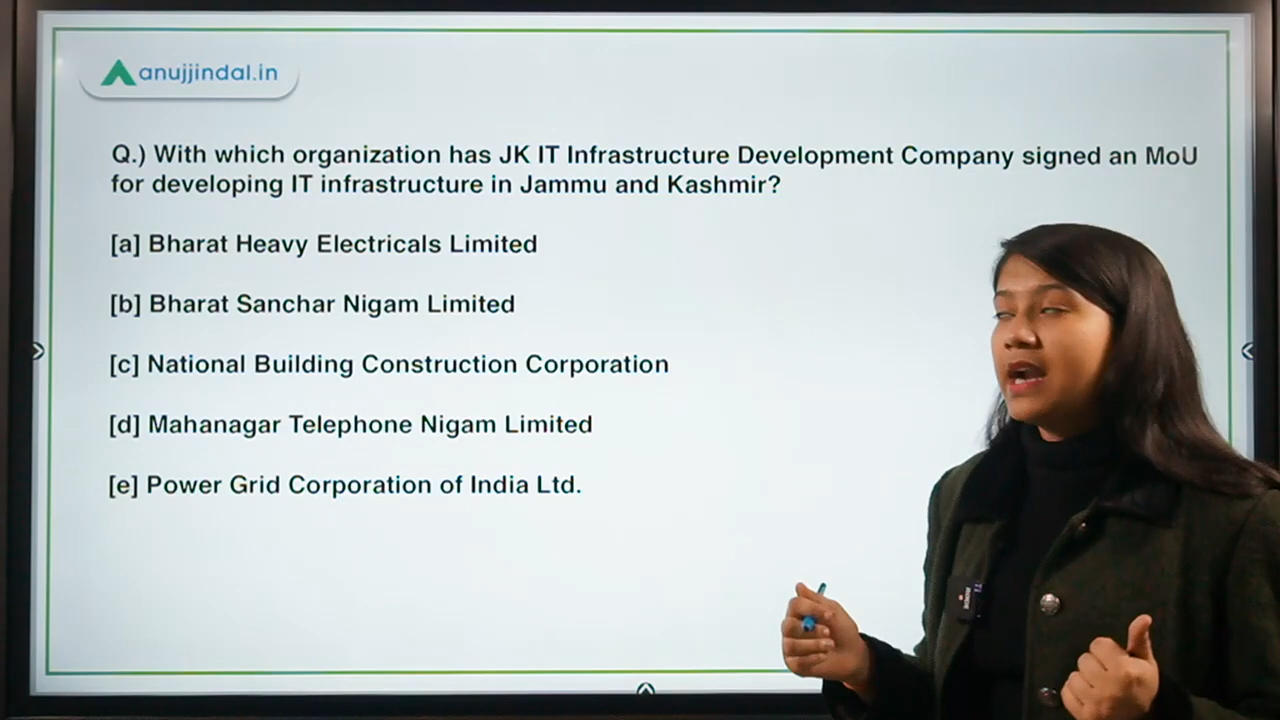 anujjindal.in
Q.) With which organization has JK IT Infrastructure Development Company signed an MoU
for developing IT infrastructure in Jammu and Kashmir?
[a] Bharat Heavy Electricals Limited
[b] Bharat Sanchar Nigam Limited
[c] National Building Construction Corporation
[d] Mahanagar Telephone Nigam Limited
[e] Power Grid Corporation of India Ltd.